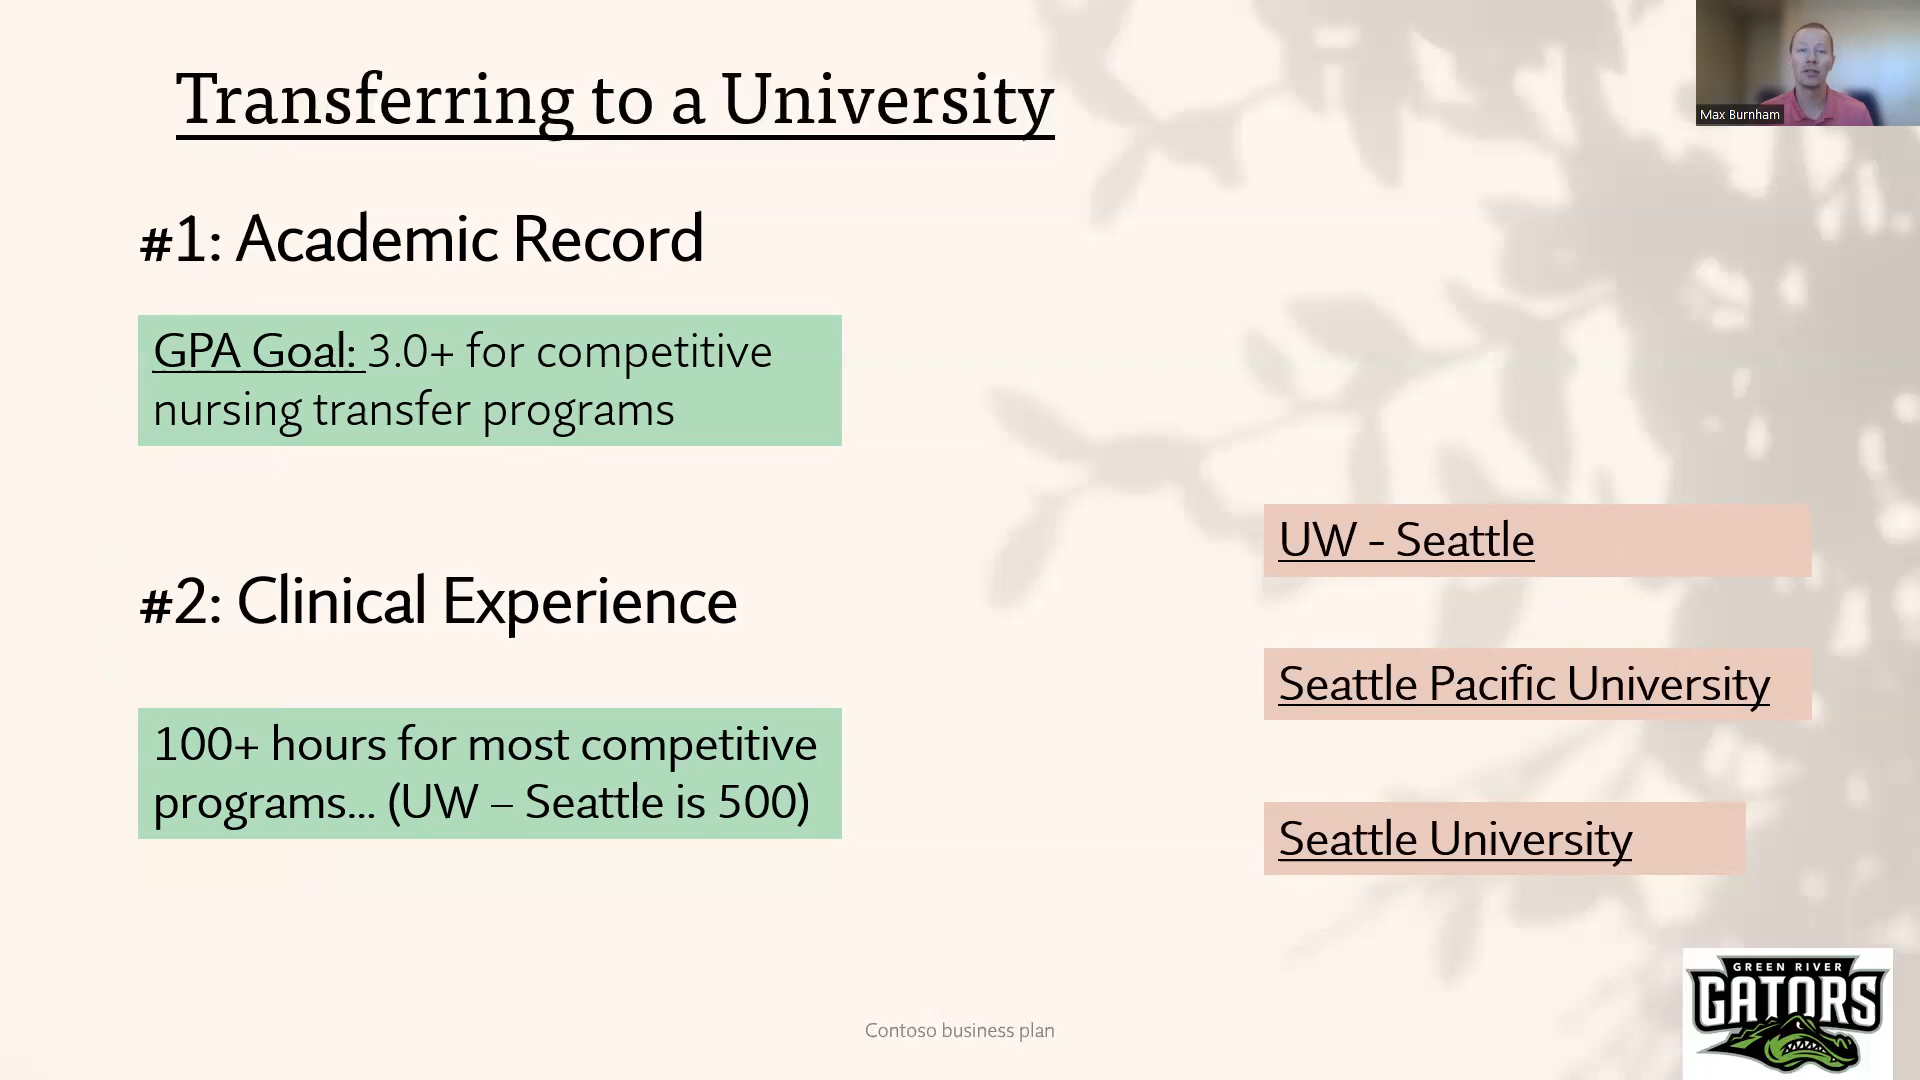 Transferring to a University
Max Burnham
#1: Academic Record
GPA Goal: 3.0+ for competitive
nursing transfer programs
#2: Clinical Experience
100+ hours for most competitive
programs... (UW – Seattle is 500)
UW - Seattle
Seattle Pacific University
Seattle University
Contoso business plan
GREEN RIVER
GATORS